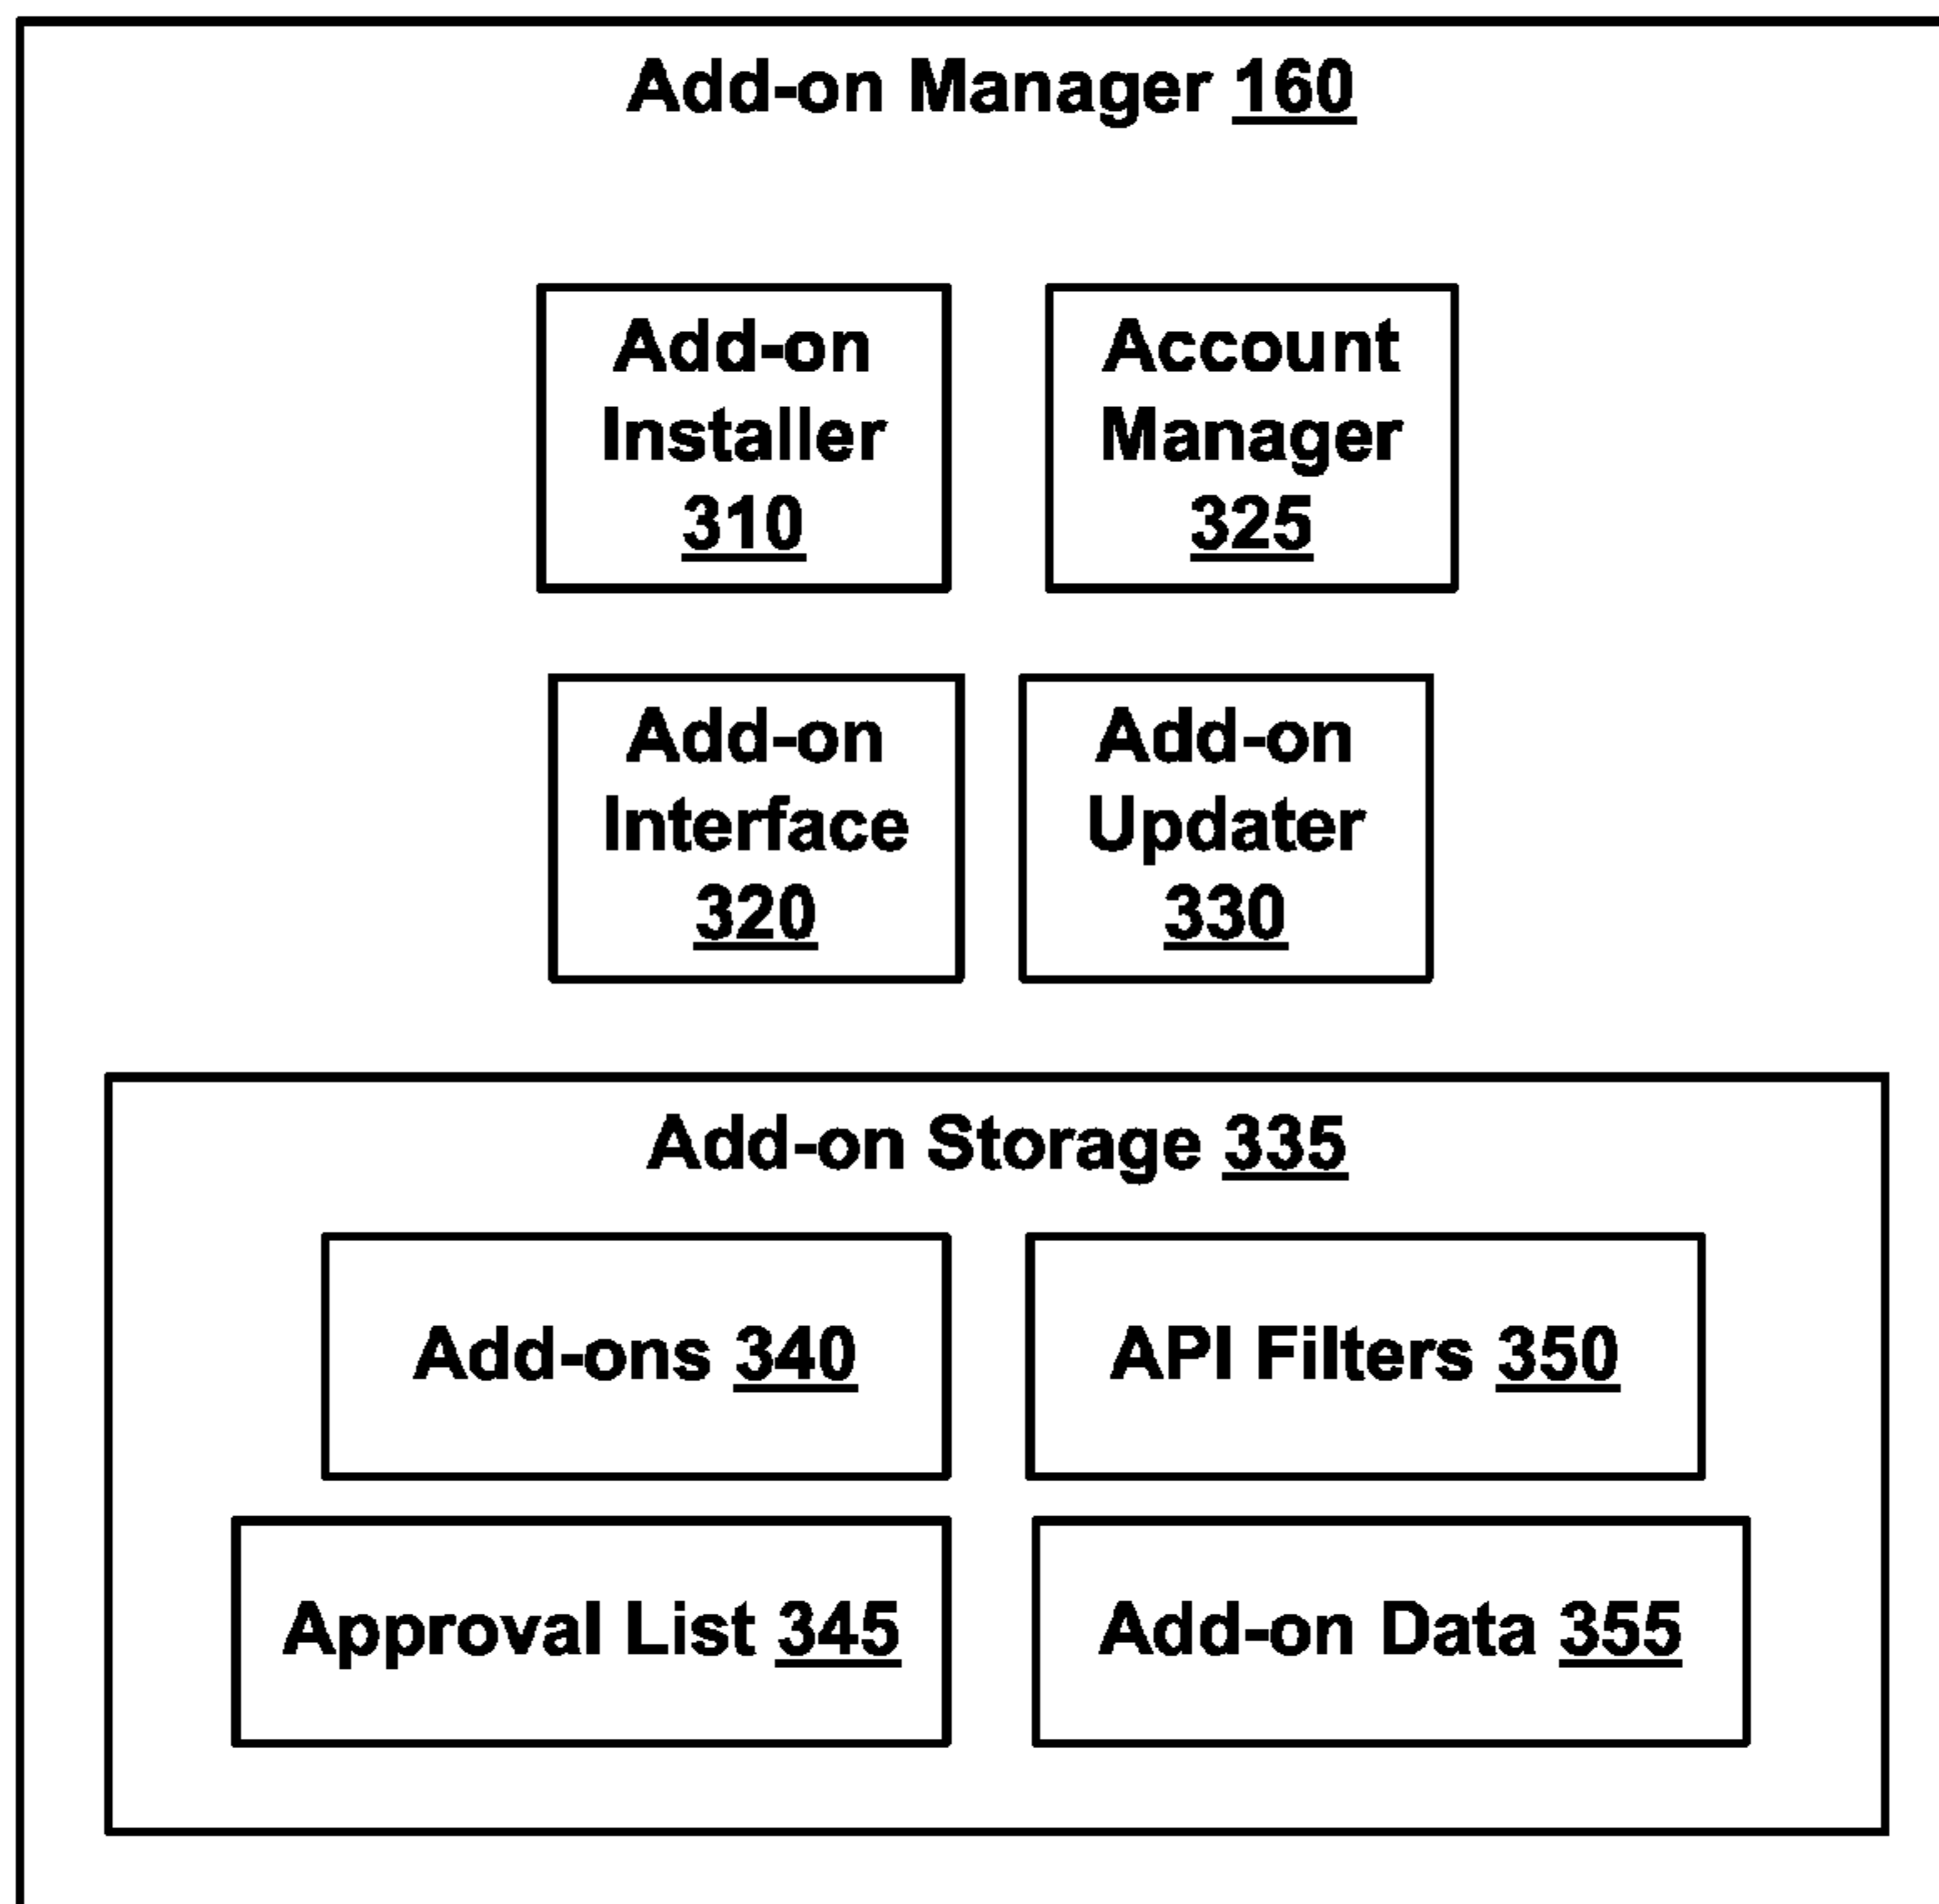 Add-on Manager 160
Add-on
Installer
310
Account
Manager
325
Add-on
Interface
320
Add-on
Updater
330
Add-on Storage 335
Add-ons 340
API Filters 350
Approval List 345
Add-on Data 355